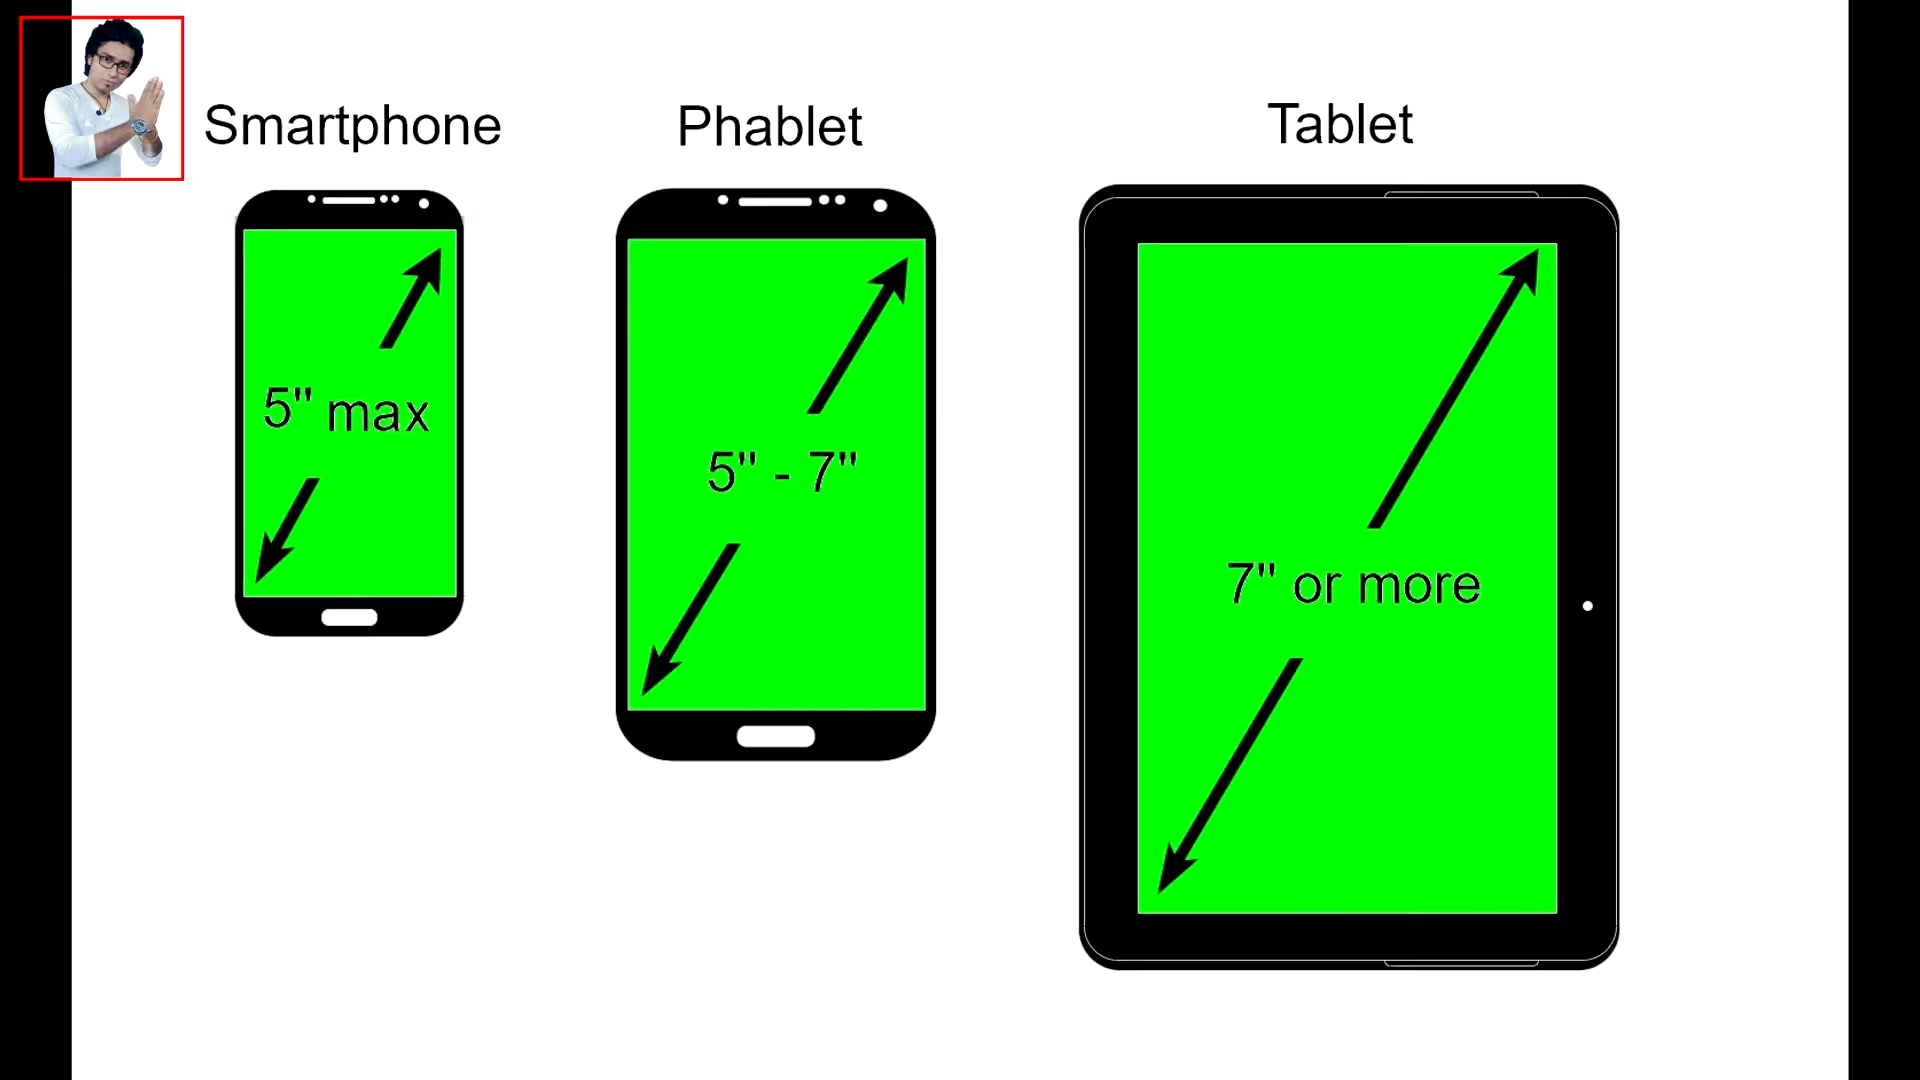 Smartphone
Phablet
Tablet
5" max
5" - 7"
7" or more